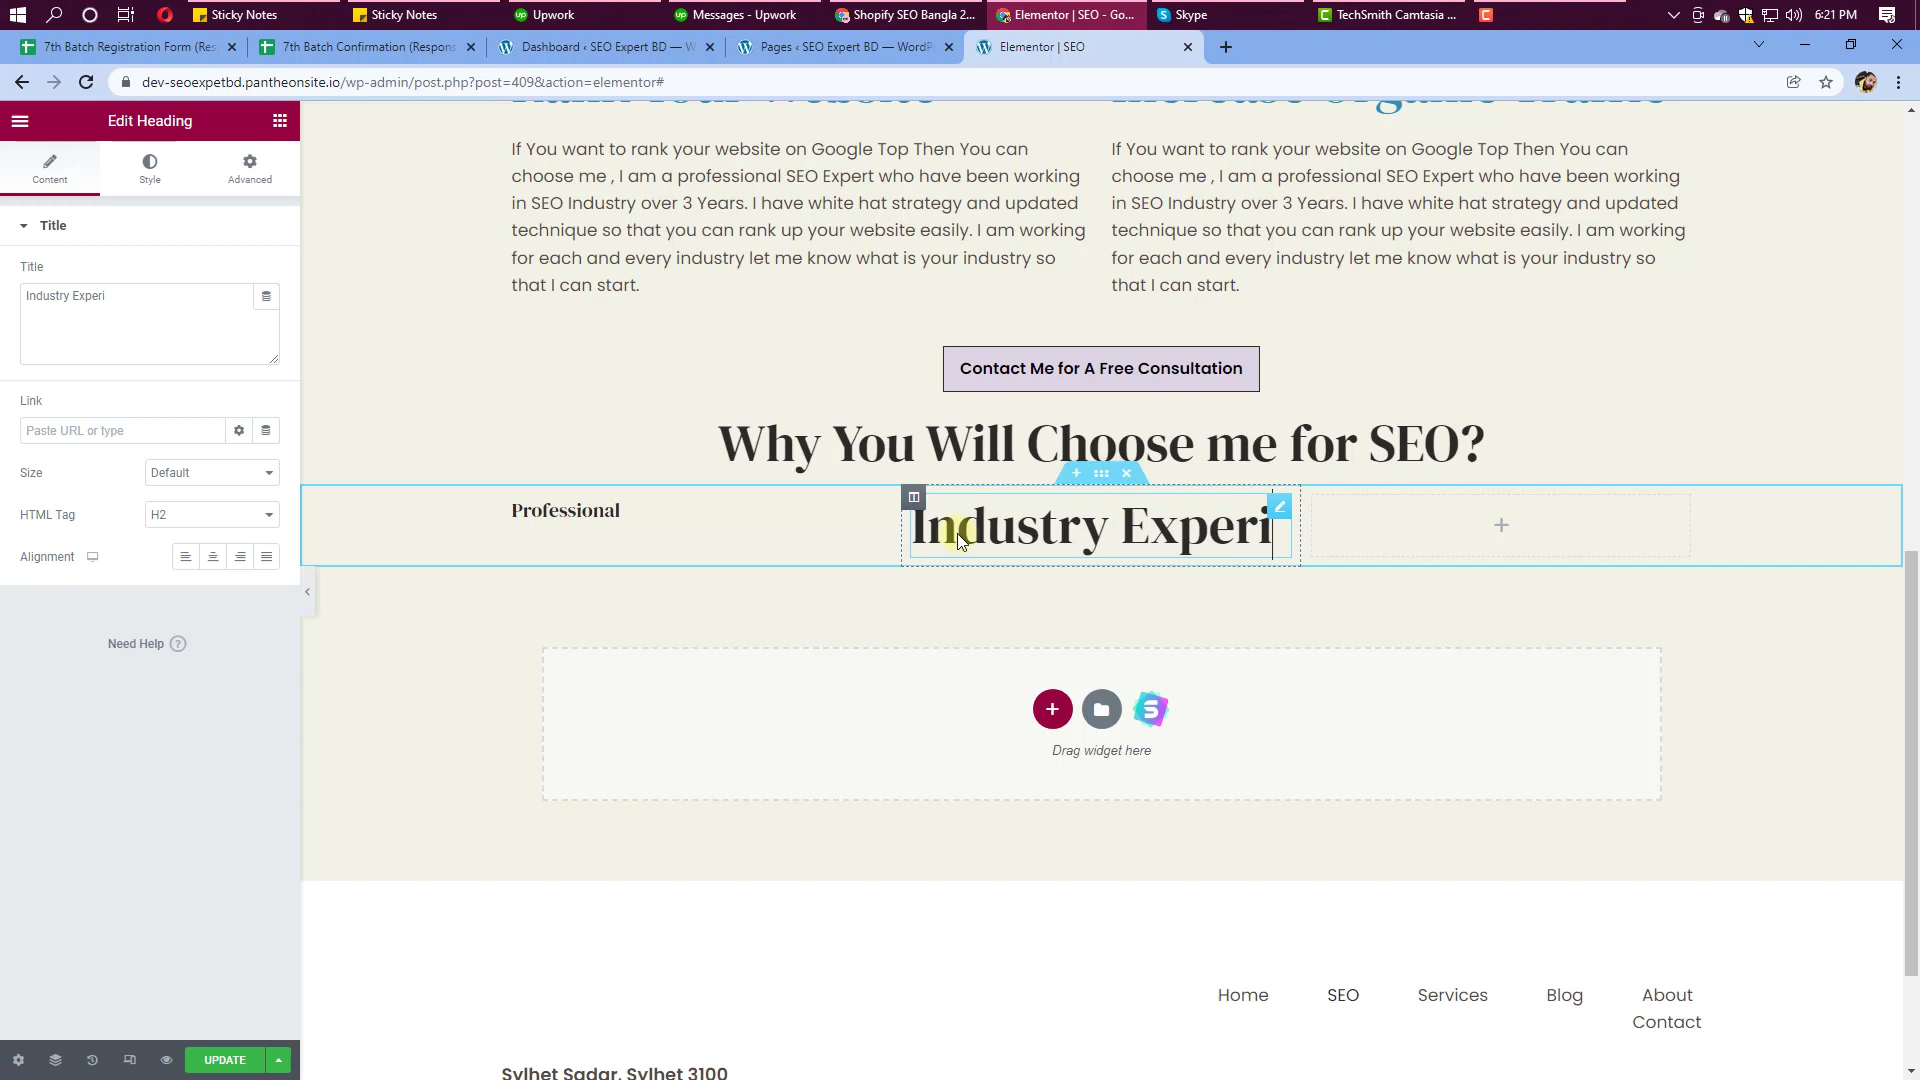 Sticky Notes
Sticky Notes
Upwork
Messages - Upwork
Shopify SEO Bangla 2...
Elementor | SEO - Go...
Skype
TechSmith Camtasia ...
6:21 PM
7th Batch Registration Form (Res
7th Batch Confirmation (Respons
Dashboard ‹ SEO Expert BD — W
Pages ‹ SEO Expert BD — WordP
Elementor | SEO
dev-seoexpetbd.pantheonsite.io/wp-admin/post.php?post=409&action=elementor#
Edit Heading
Content
Style
Advanced
Title
Title
Industry Experi
Link
Paste URL or type
Size
Default
HTML Tag
H2
Alignment
Need Help ?
UPDATE
If You want to rank your website on Google Top Then You can
choose me , I am a professional SEO Expert who have been working
in SEO Industry over 3 Years. I have white hat strategy and updated
technique so that you can rank up your website easily. I am working
for each and every industry let me know what is your industry so
that I can start.
If You want to rank your website on Google Top Then You can
choose me , I am a professional SEO Expert who have been working
in SEO Industry over 3 Years. I have white hat strategy and updated
technique so that you can rank up your website easily. I am working
for each and every industry let me know what is your industry so
that I can start.
Contact Me for A Free Consultation
Why You Will Choose me for SEO?
Professional
Industry Experi
Drag widget here
Home
SEO
Services
Blog
About
Contact
Sylhet Sadar, Sylhet 3100